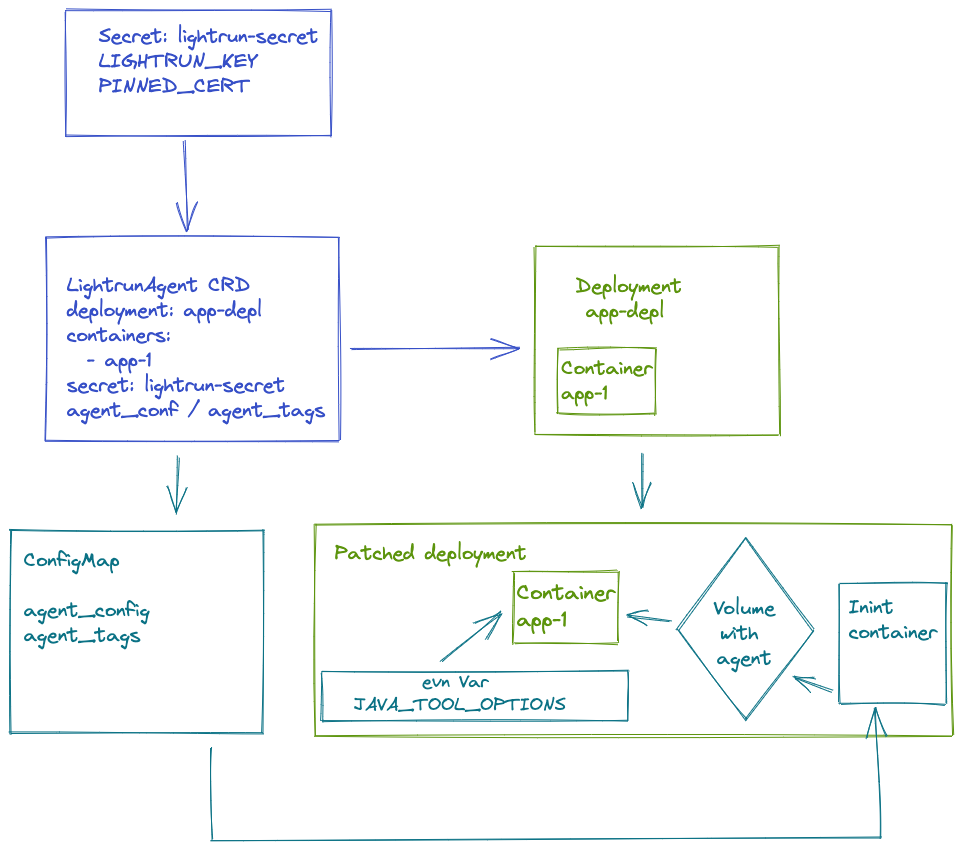 Secret: lightrun-secret
LIGHTRUN_KEY
PINNED_CERT
LightrunAgent CRD
deployment: app-depl
containers:
- app-1
secret: lightrun-secret
agent_conf / agent_tags
Deployment
app-depl
Container
app-1
ConfigMap
agent_config
agent_tags
Patched deployment
Container
app-1
evn Var
JAVA_TOOL_OPTIONS
Volume
with
agent
Inint
container